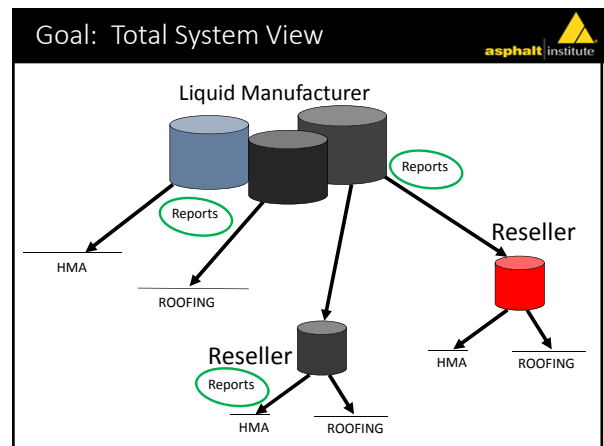 Goal: Total System View
asphalt institute
Liquid Manufacturer
Reports
Reports
Reseller
HMA
ROOFING
Reseller
HMA
ROOFING
Reports
HMA
ROOFING